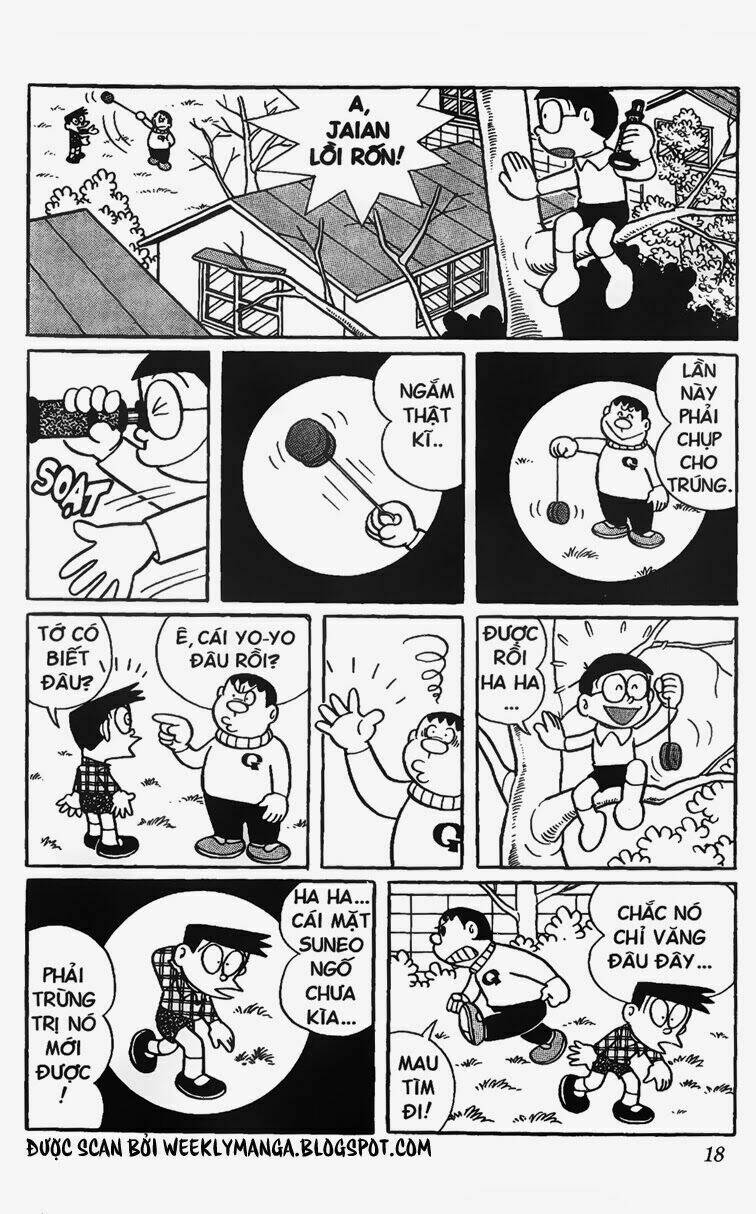 A,
JAIAN
LỒI RỐN!
LẦN
NÀY
PHẢI
CHỤP
CHO
TRÚNG.
G
NGẮM
THẬT
KĨ..
SOẠT
ĐƯỢC
RỒI
HA HA
...
G
Ê, CÁI YO-YO
ĐÂU RỒI?
G
TỚ CÓ
BIẾT
ĐÂU?
CHẮC NÓ
CHỈ VĂNG
ĐÂU ĐÂY...
G
MAU
TÌM
ĐI!
HA HA...
CÁI MẶT
SUNEO
NGỐ
CHƯA
KÌA...
PHẢI
TRỪNG
TRỊ NÓ
MỚI
ĐƯỢC
!
ĐƯỢC SCAN BỞI WEEKLYMANGA.BLOGSPOT.COM
18